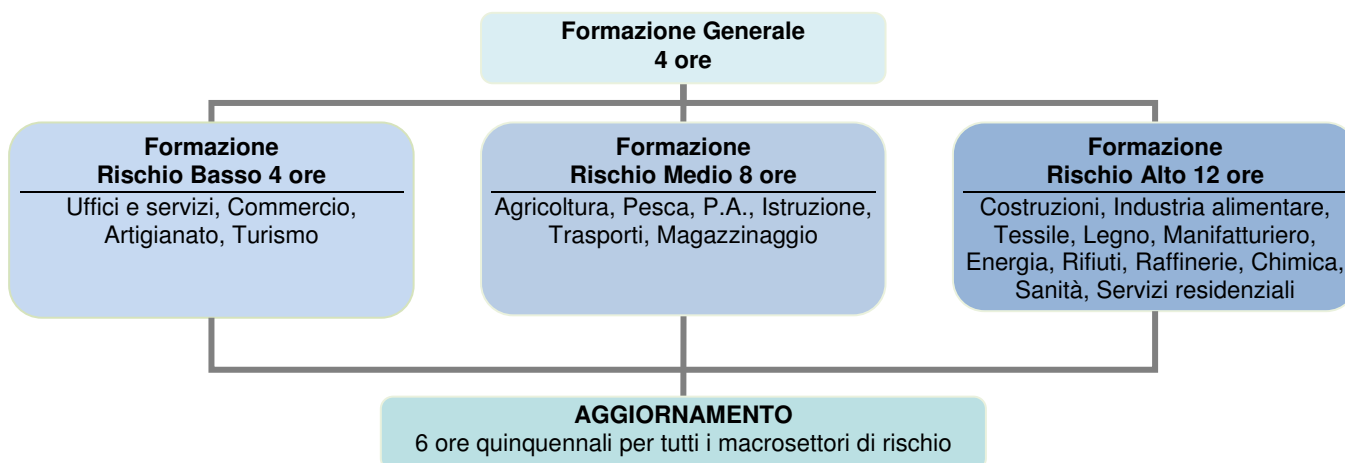 Formazione Generale
4 ore
Formazione
Rischio Basso 4 ore
Uffici e servizi, Commercio,
Artigianato, Turismo
Formazione
Rischio Medio 8 ore
Agricoltura, Pesca, P.A., Istruzione,
Trasporti, Magazzinaggio
Formazione
Rischio Alto 12 ore
Costruzioni, Industria alimentare,
Tessile, Legno, Manifatturiero,
Energia, Rifiuti, Raffinerie, Chimica,
Sanità, Servizi residenziali
AGGIORNAMENTO
6 ore quinquennali per tutti i macrosettori di rischio